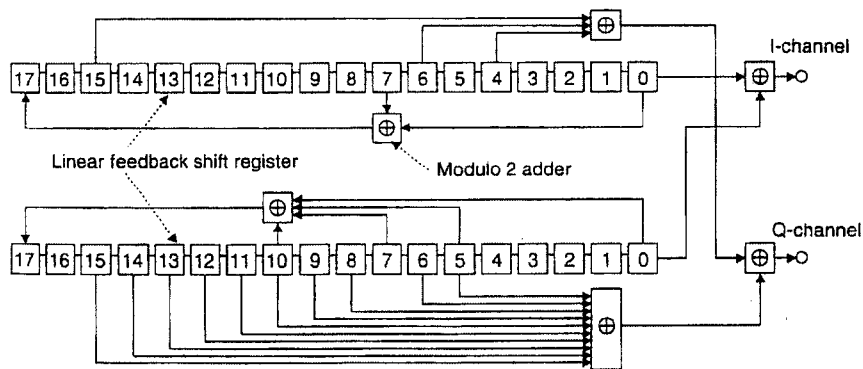 I-channel
17 16 15 14 13 12 11 10 9 8 7 6 5 4 3 2 1 0
Linear feedback shift register
Modulo 2 adder
Q-channel
17 16 15 14 13 12 11 10 9 8 7 6 5 4 3 2 1 0